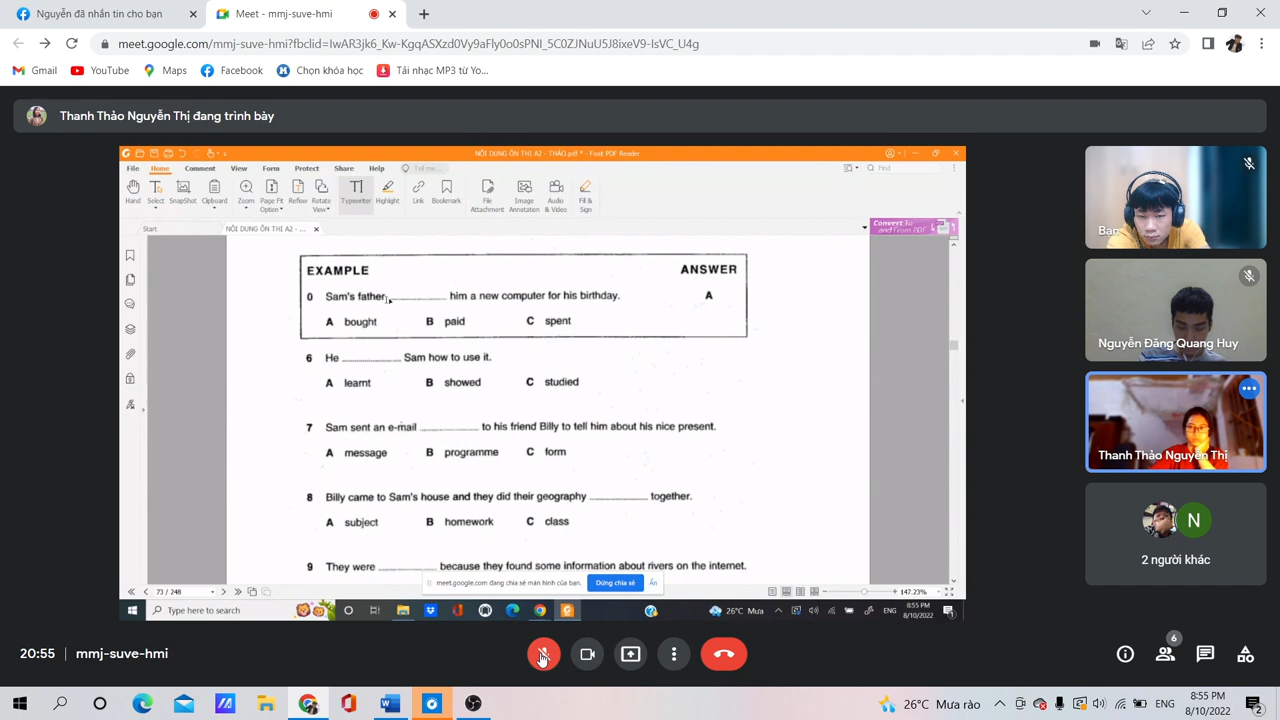 Nguyễn đã nhắn tin cho bạn
Meet - mmj-suve-hmi
meet.google.com/mmj-suve-hmi?fbclid=IwAR3jk6_Kw-KgqASXzd0Vy9aFly0o0sPNI_5C0ZJNuU5J8ixeV9-IsVC_U4g
Gmail
YouTube
Maps
Facebook
Chọn khóa học
Tải nhạc MP3 từ Yo...
Thanh Thảo Nguyễn Thị đang trình bày
NỘI DUNG ÔN THI A2 - THẢO.pdf * - Foxit PDF Reader
File Home Comment View Form Protect Share Help Tell me... Find
Hand Select SnapShot Clipboard Zoom Page Fit Option Reflow Rotate View Typewriter Highlight Link Bookmark File Attachment Image Annotation Audio & Video Fill & Sign
Start
NỘI DUNG ÔN THI A2 - ...
Convert
and From PDF
EXAMPLE ANSWER
0 Sam's father .................. him a new computer for his birthday. A
A bought B paid C spent
6 He .................. Sam how to use it.
A learnt B showed C studied
7 Sam sent an e-mail .................. to his friend Billy to tell him about his nice present.
A message B programme C form
8 Billy came to Sam's house and they did their geography .................. together.
A subject B homework C class
9 They were .................. because they found some information about rivers on the internet.
meet.google.com đang chia sẻ màn hình của bạn. Dừng chia sẻ Ẩn
73 / 248
147.23%
Type here to search
26°C Mưa
ENG
8:55 PM
8/10/2022
Ban
Nguyễn Đăng Quang Huy
Thanh Thảo Nguyễn Thị
N
2 người khác
20:55
mmj-suve-hmi
6
26°C Mưa rào
ENG
8:55 PM
8/10/2022
2